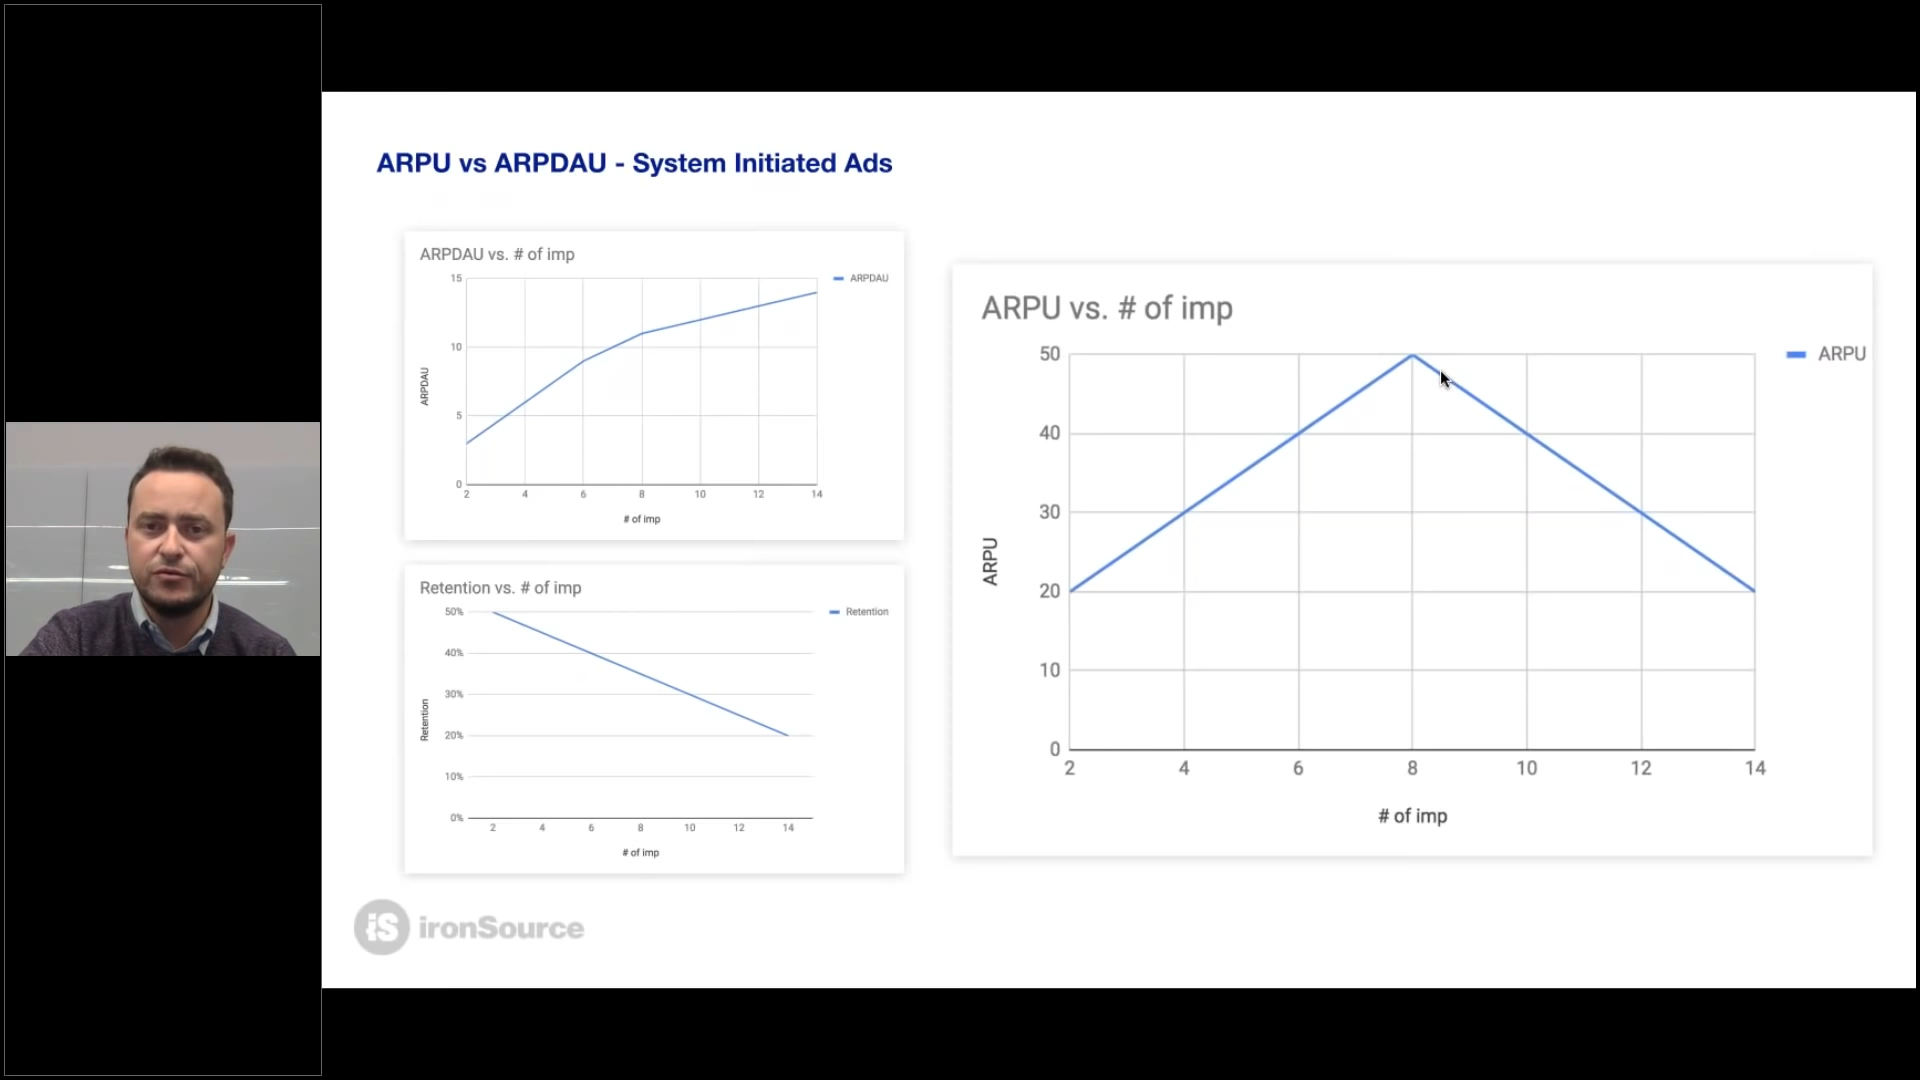 ARPU vs ARPDAU - System Initiated Ads
ARPDAU vs. # of imp
ARPDAU
15
10
5
0
ARPDAU
2 4 6 8 10 12 14
# of imp
Retention vs. # of imp
Retention
50%
40%
30%
20%
10%
0%
Retention
2 4 6 8 10 12 14
# of imp
ARPU vs. # of imp
ARPU
50
40
30
20
10
0
ARPU
2 4 6 8 10 12 14
# of imp
iS ironSource